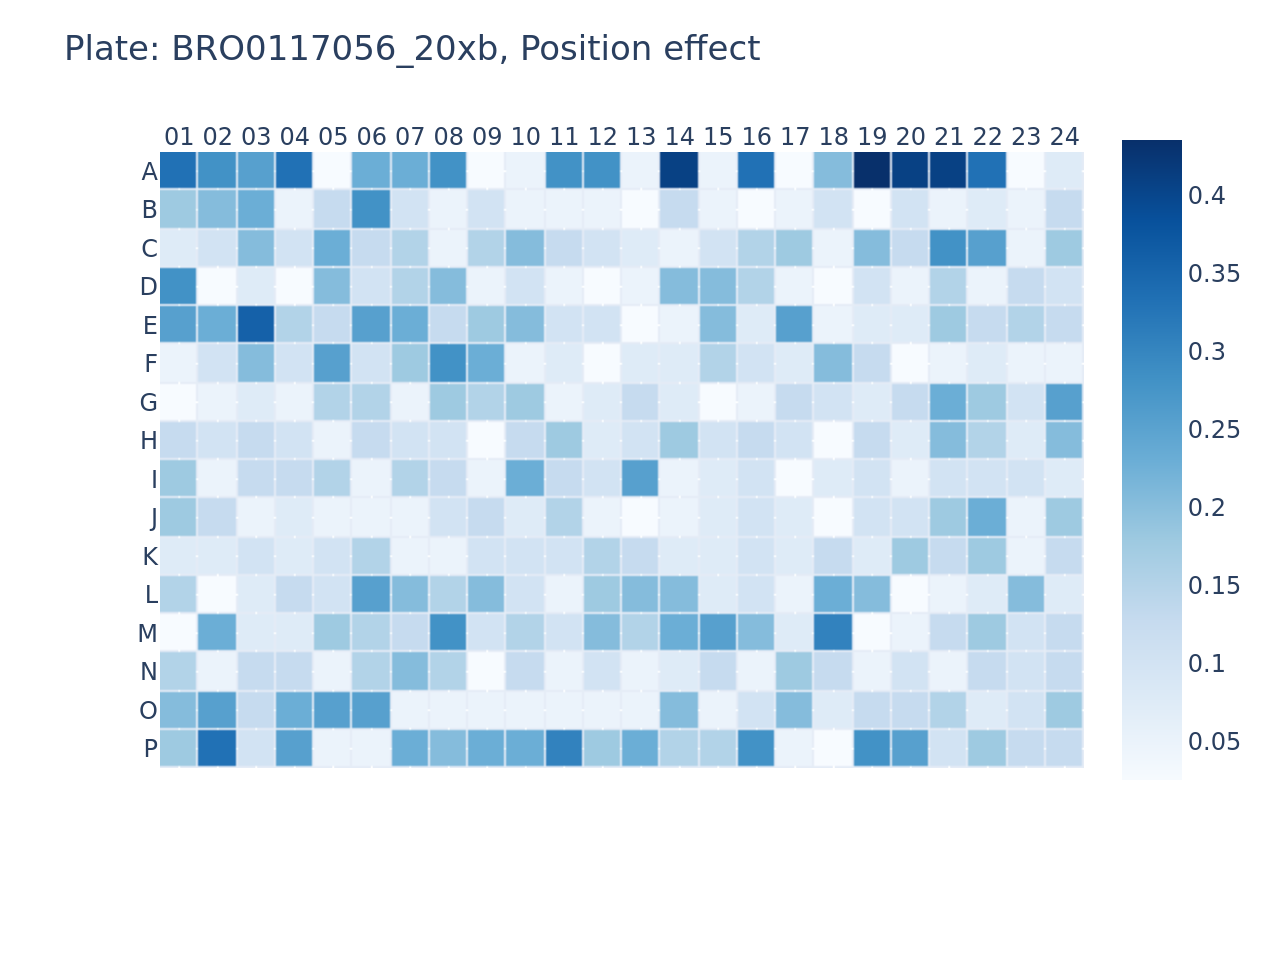 Plate: BRO0117056_20xb, Position effect
01 02 03 04 05 06 07 08 09 10 11 12 13 14 15 16 17 18 19 20 21 22 23 24
A
B
C
D
E
F
G
H
I
J
K
L
M
N
O
P
0.4
0.35
0.3
0.25
0.2
0.15
0.1
0.05